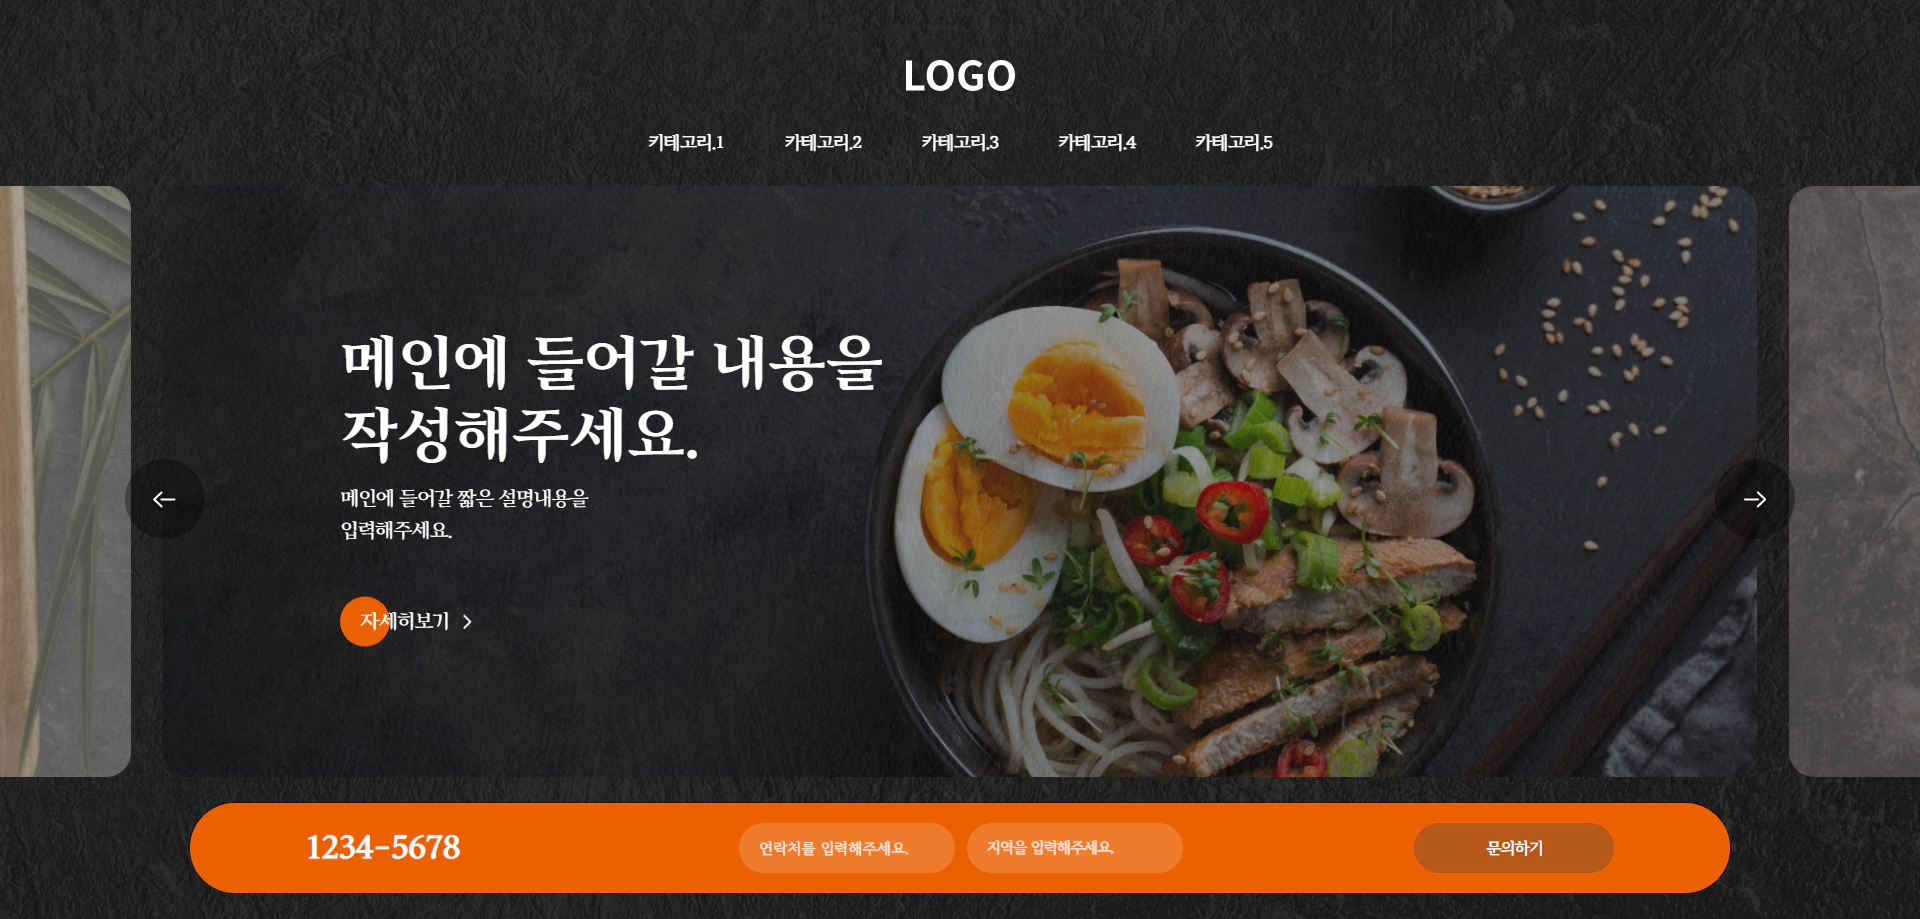 LOGO
카테고리.1 카테고리.2 카테고리.3 카테고리.4 카테고리.5
메인에 들어갈 내용을
작성해주세요.
메인에 들어갈 짧은 설명내용을
입력해주세요.
자세히보기
1234-5678 연락처를 입력해주세요. 지역을 입력해주세요. 문의하기